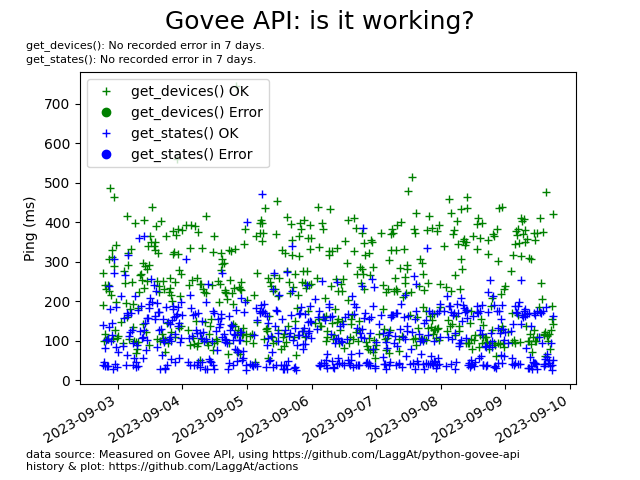 Govee API: is it working?
get_devices(): No recorded error in 7 days.
get_states(): No recorded error in 7 days.
get_devices() OK
get_devices() Error
get_states() OK
get_states() Error
Ping (ms)
700
600
500
400
300
200
100
0
2023-09-03
2023-09-04
2023-09-05
2023-09-06
2023-09-07
2023-09-08
2023-09-09
2023-09-10
data source: Measured on Govee API, using https://github.com/LaggAt/python-govee-api
history & plot: https://github.com/LaggAt/actions